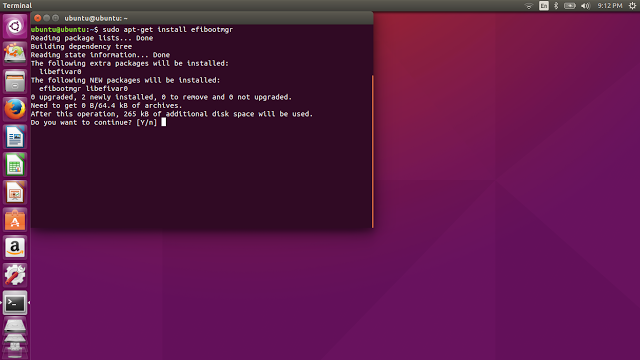 Terminal
En
9:12 PM
ubuntu@ubuntu: ~
ubuntu@ubuntu:~$ sudo apt-get install efibootmgr
Reading package lists... Done
Building dependency tree
Reading state information... Done
The following extra packages will be installed:
libefivar0
The following NEW packages will be installed:
efibootmgr libefivar0
0 upgraded, 2 newly installed, 0 to remove and 0 not upgraded.
Need to get 0 B/64.4 kB of archives.
After this operation, 265 kB of additional disk space will be used.
Do you want to continue? [Y/n]